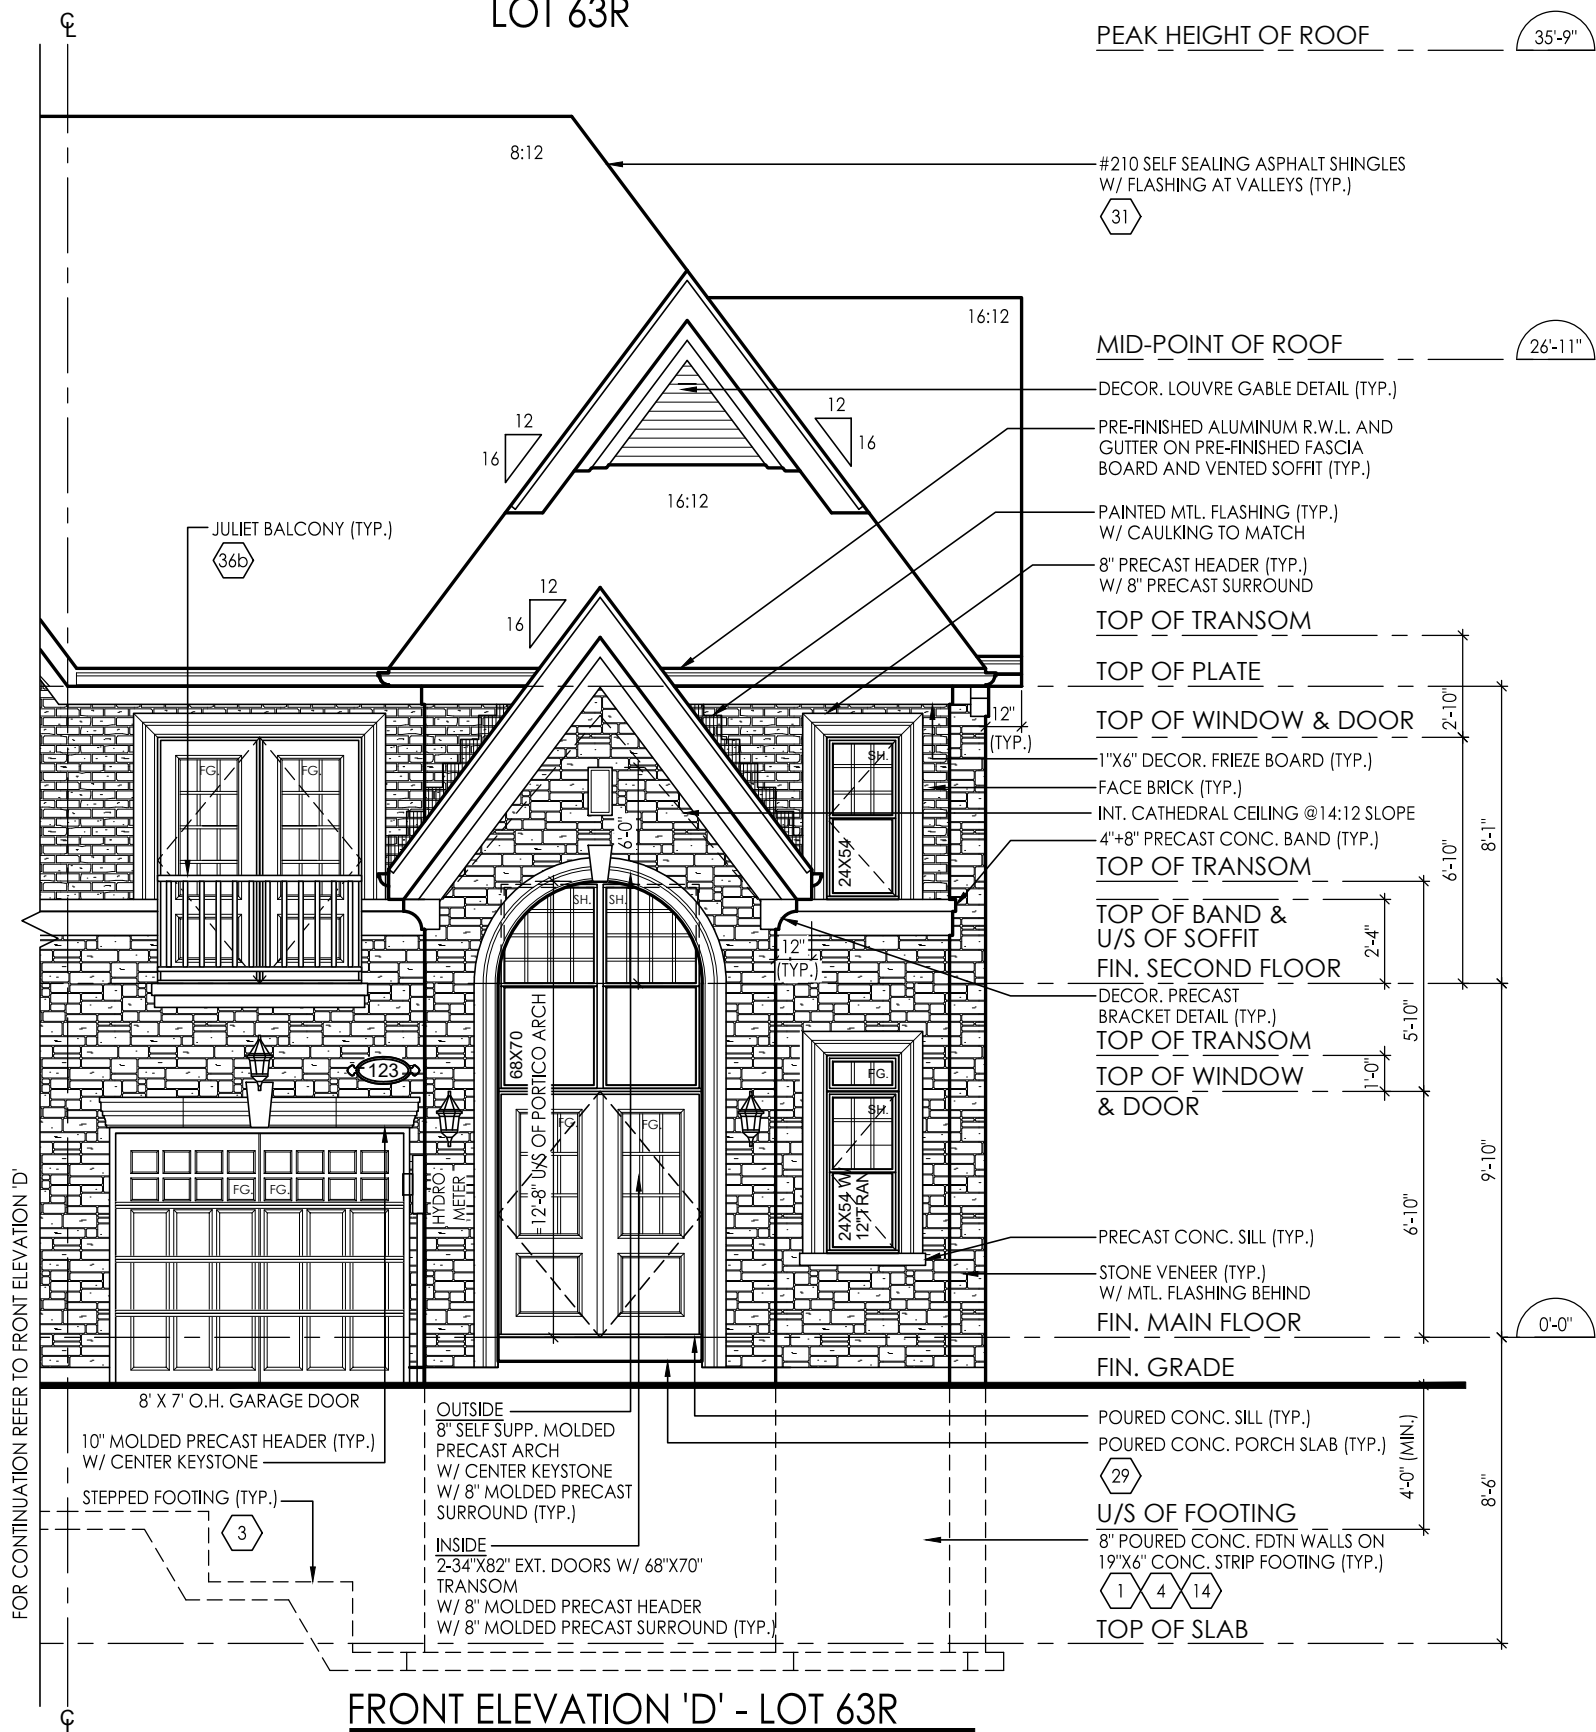 LOT 63R
PEAK HEIGHT OF ROOF
35'-9"
8:12
#210 SELF SEALING ASPHALT SHINGLES
W/ FLASHING AT VALLEYS (TYP.)
31
16:12
MID-POINT OF ROOF
26'-11"
DECOR. LOUVRE GABLE DETAIL (TYP.)
12
16
12
16
PRE-FINISHED ALUMINUM R.W.L. AND
GUTTER ON PRE-FINISHED FASCIA
BOARD AND VENTED SOFFIT (TYP.)
16:12
JULIET BALCONY (TYP.)
36b
PAINTED MTL. FLASHING (TYP.)
W/ CAULKING TO MATCH
8" PRECAST HEADER (TYP.)
W/ 8" PRECAST SURROUND
12
16
TOP OF TRANSOM
TOP OF PLATE
TOP OF WINDOW & DOOR
2'-10"
12"
(TYP.)
1"X6" DECOR. FRIEZE BOARD (TYP.)
FACE BRICK (TYP.)
INT. CATHEDRAL CEILING @14:12 SLOPE
4"+8" PRECAST CONC. BAND (TYP.)
FG.
FG.
SH.
24X54
6'-0"
6'-10"
8'-1"
TOP OF TRANSOM
TOP OF BAND &
U/S OF SOFFIT
2'-4"
FIN. SECOND FLOOR
SH.
SH.
12"
(TYP.)
DECOR. PRECAST
BRACKET DETAIL (TYP.)
5'-10"
TOP OF TRANSOM
1'-0"
TOP OF WINDOW
& DOOR
68X70
=12'-8" U/S OF PORTICO ARCH
123
FG.
SH.
FG.
FG.
FG.
FG.
HYDRO
METER
24X54 W/
12"TRAN
9'-10"
6'-10"
PRECAST CONC. SILL (TYP.)
STONE VENEER (TYP.)
W/ MTL. FLASHING BEHIND
FIN. MAIN FLOOR
0'-0"
FIN. GRADE
FOR CONTINUATION REFER TO FRONT ELEVATION 'D'
8' X 7' O.H. GARAGE DOOR
10" MOLDED PRECAST HEADER (TYP.)
W/ CENTER KEYSTONE
STEPPED FOOTING (TYP.)
3
OUTSIDE
8" SELF SUPP. MOLDED
PRECAST ARCH
W/ CENTER KEYSTONE
W/ 8" MOLDED PRECAST
SURROUND (TYP.)
INSIDE
2-34"X82" EXT. DOORS W/ 68"X70"
TRANSOM
W/ 8" MOLDED PRECAST HEADER
W/ 8" MOLDED PRECAST SURROUND (TYP.)
POURED CONC. SILL (TYP.)
POURED CONC. PORCH SLAB (TYP.)
29
4'-0" (MIN.)
8'-6"
U/S OF FOOTING
8" POURED CONC. FDTN WALLS ON
19"X6" CONC. STRIP FOOTING (TYP.)
1 4 14
TOP OF SLAB
FRONT ELEVATION 'D' - LOT 63R